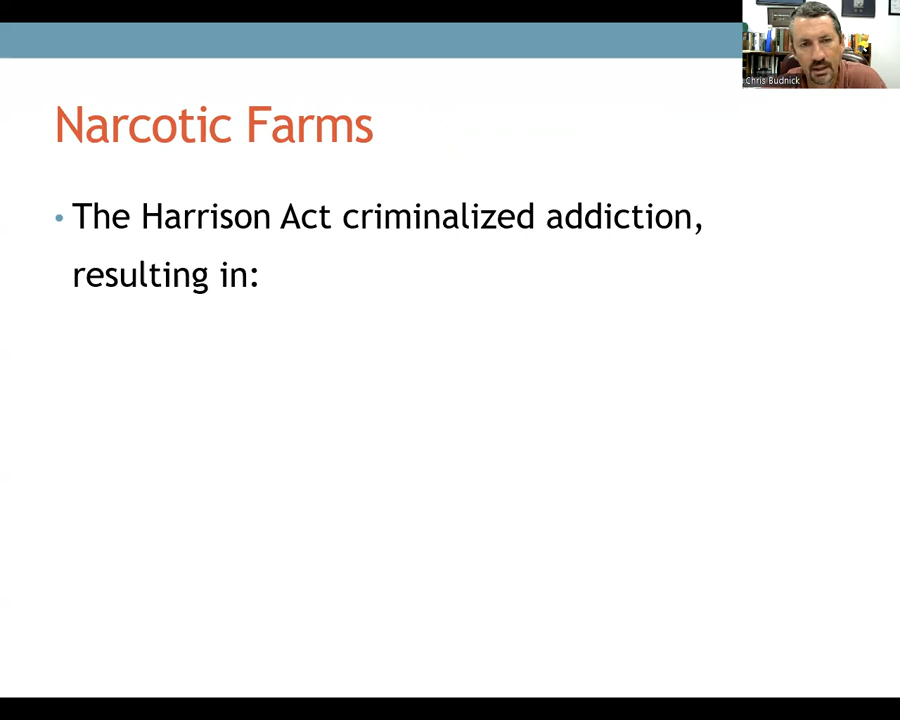 Chris Budnick
Narcotic Farms
• The Harrison Act criminalized addiction,
resulting in: